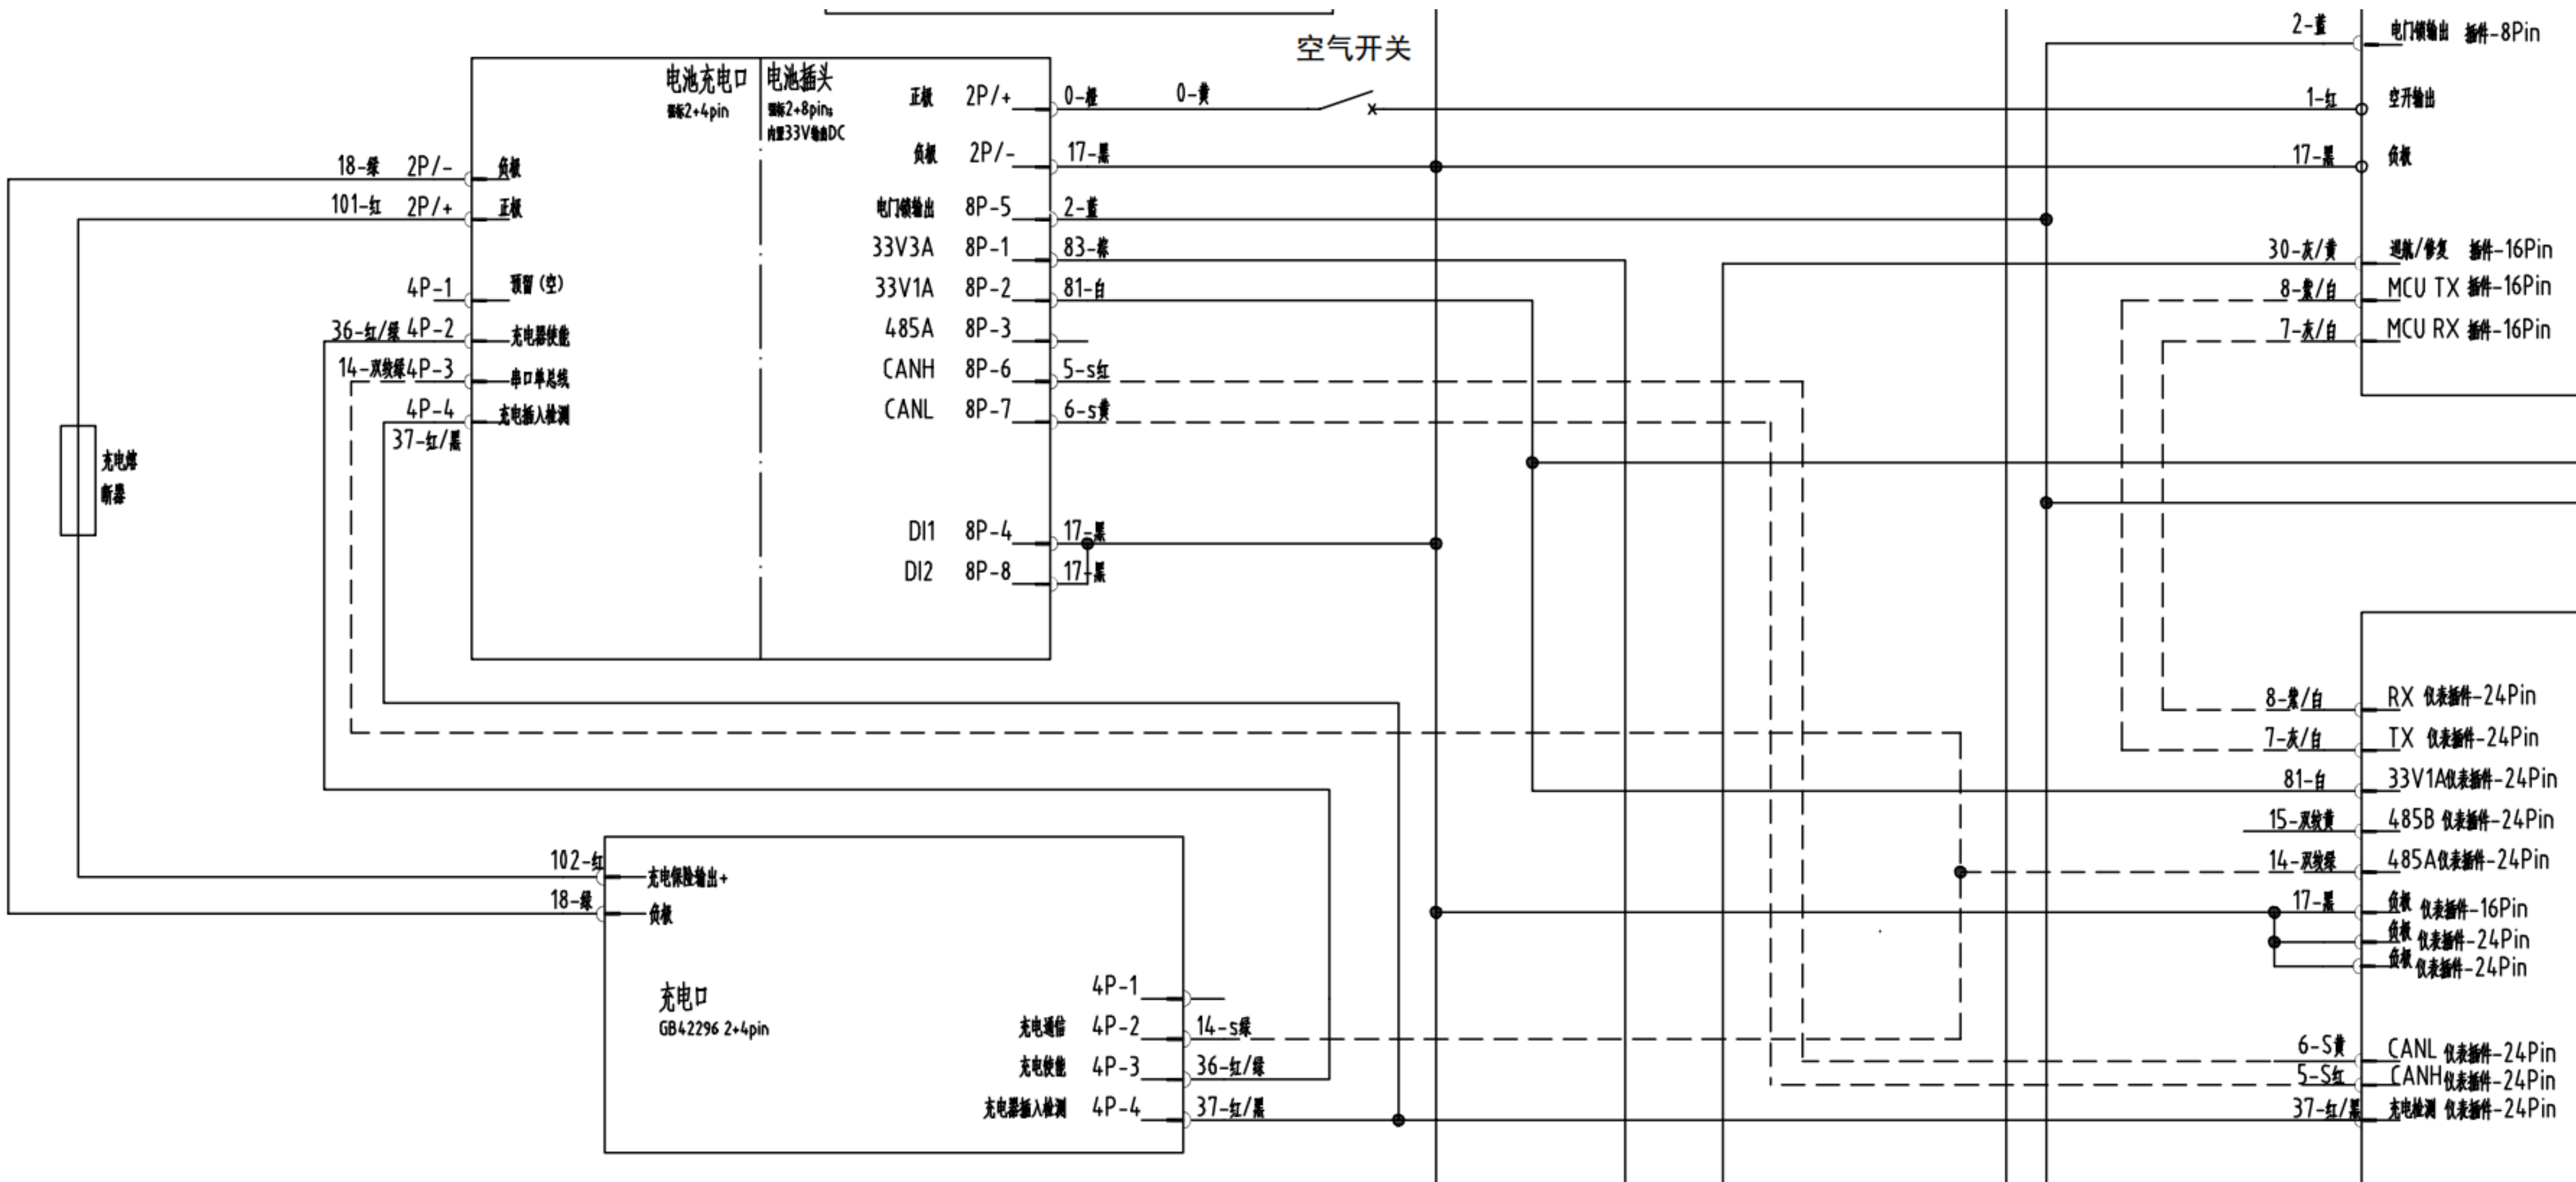 空气开关
电池充电口
国标2+4pin
电池插头
国标2+8pin;
内置33V输出DC
18-绿 2P/- 负极
101-红 2P/+ 正极
4P-1 预留(空)
36-红/绿 4P-2 充电器使能
14-双绞绿 4P-3 串口单总线
4P-4 充电插入检测
37-红/黑
正极 2P/+ 0-橙 0-黄
负极 2P/- 17-黑
电门锁输出 8P-5 2-蓝
33V3A 8P-1 83-棕
33V1A 8P-2 81-白
485A 8P-3
CANH 8P-6 5-s红
CANL 8P-7 6-s黄
DI1 8P-4 17-黑
DI2 8P-8 17-黑
充电熔
断器
102-红 充电保险输出+
18-绿 负极
充电口
GB42296 2+4pin
4P-1
充电通信 4P-2 14-s绿
充电使能 4P-3 36-红/绿
充电器插入检测 4P-4 37-红/黑
2-蓝 电门锁输出 插件-8Pin
1-红 空开输出
17-黑 负极
30-灰/黄 巡航/修复 插件-16Pin
8-紫/白 MCU TX 插件-16Pin
7-灰/白 MCU RX 插件-16Pin
8-紫/白 RX 仪表插件-24Pin
7-灰/白 TX 仪表插件-24Pin
81-白 33V1A仪表插件-24Pin
15-双绞黄 485B 仪表插件-24Pin
14-双绞绿 485A仪表插件-24Pin
17-黑 负极 仪表插件-16Pin
负极 仪表插件-24Pin
负极 仪表插件-24Pin
6-S黄 CANL 仪表插件-24Pin
5-S红 CANH仪表插件-24Pin
37-红/黑 充电检测 仪表插件-24Pin